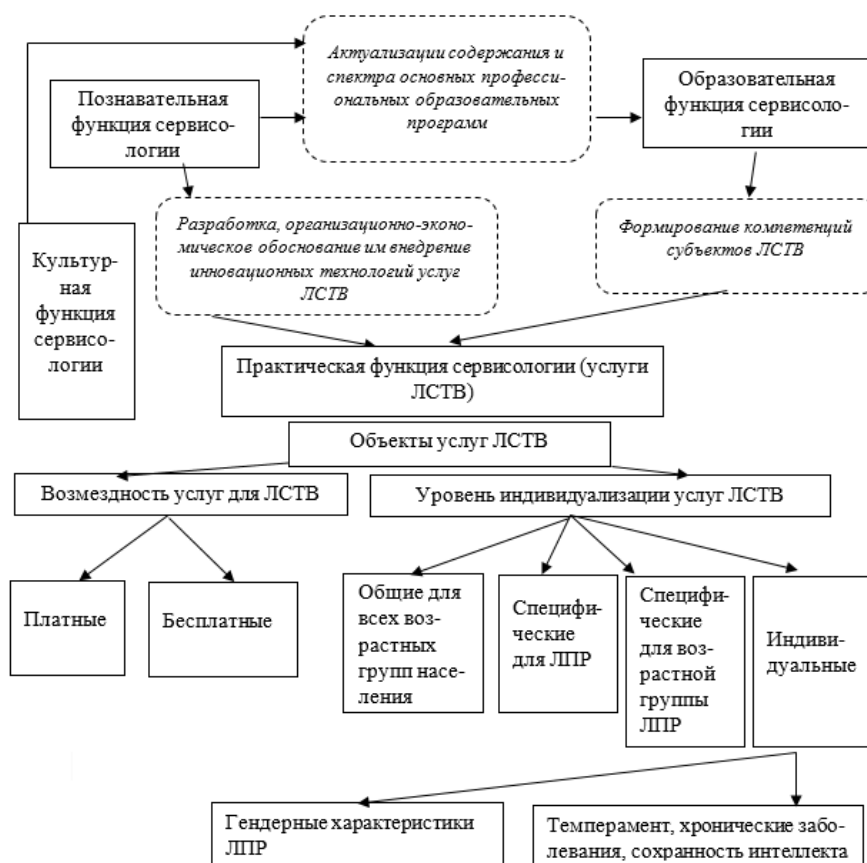 Актуализации содержания и
спектра основных професси-
ональных образовательных
программ
Познавательная
функция сервисо-
логии
Образовательная
функция сервисоло-
гии
Культур-
ная
функция
сервисо-
логии
Разработка, организационно-эконо-
мическое обоснование им внедрение
инновационных технологий услуг
ЛСТВ
Формирование компетенций
субъектов ЛСТВ
Практическая функция сервисологии (услуги
ЛСТВ)
Объекты услуг ЛСТВ
Возмездность услуг для ЛСТВ
Уровень индивидуализации услуг ЛСТВ
Платные
Бесплатные
Общие для
всех воз-
растных
групп насе-
ления
Специфи-
ческие
для ЛПР
Специфи-
ческие
для воз-
растной
группы
ЛПР
Индиви-
дуальные
Гендерные характеристики
ЛПР
Темперамент, хронические забо-
левания, сохранность интеллекта